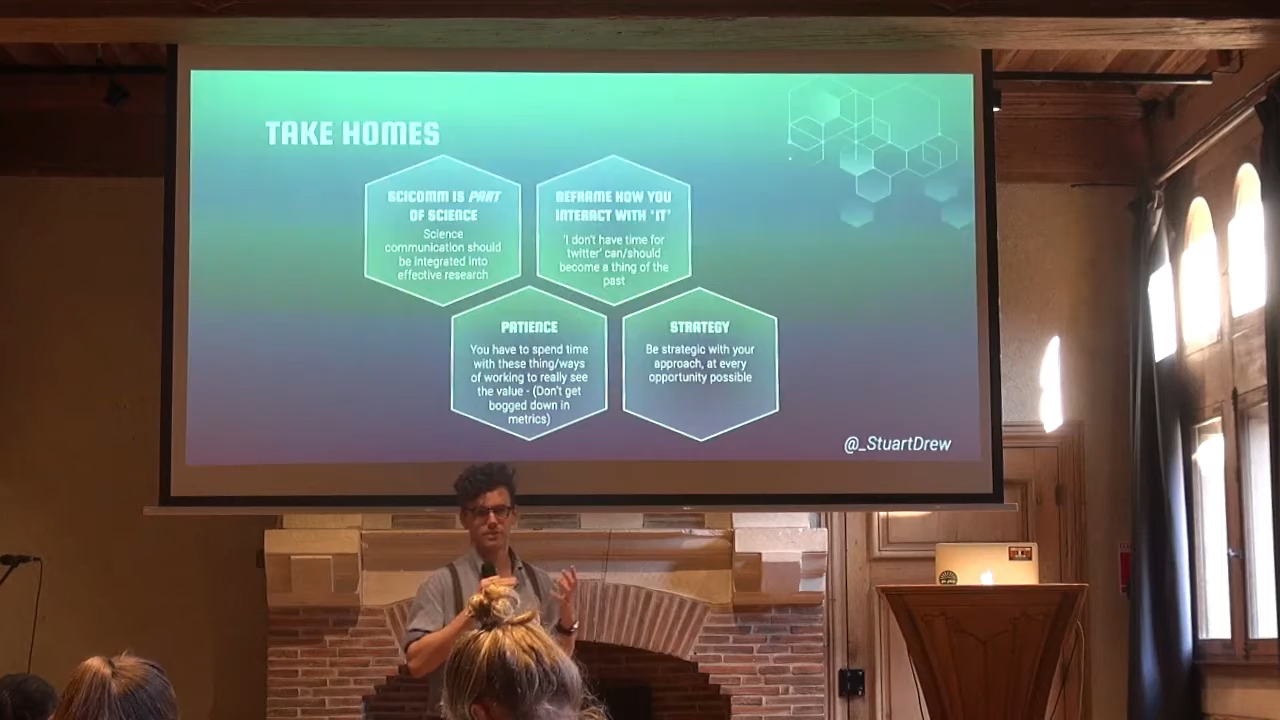 TAKE HOMES
SCICOMM IS PART
OF SCIENCE
Science
communication should
be integrated into
effective research
REFRAME HOW YOU
INTERACT WITH 'IT'
'I don't have time for
twitter' can/should
become a thing of the
past
PATIENCE
You have to spend time
with these thing/ways
of working to really see
the value - (Don't get
bogged down in
metrics)
STRATEGY
Be strategic with your
approach, at every
opportunity possible
@_StuartDrew